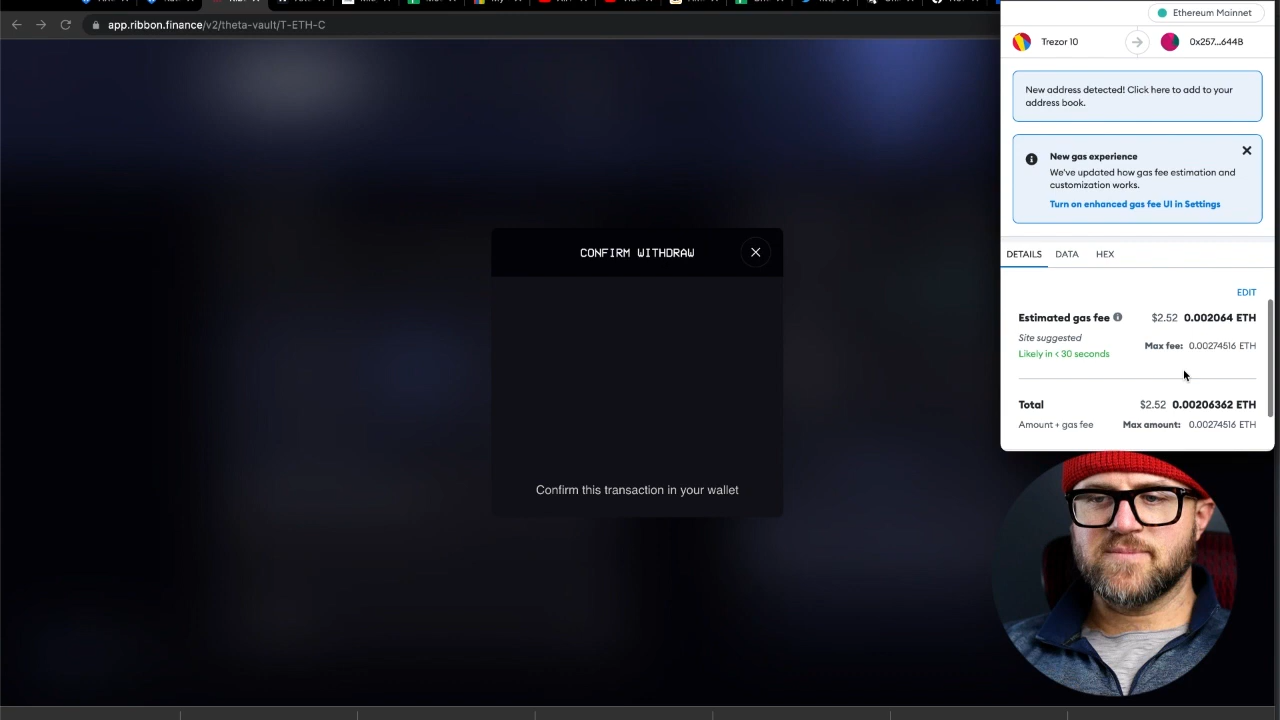 app.ribbon.finance/v2/theta-vault/T-ETH-C
Ethereum Mainnet
Trezor 10
0x257...644B
New address detected! Click here to add to your
address book.
New gas experience
We've updated how gas fee estimation and
customization works.
Turn on enhanced gas fee UI in Settings
DETAILS DATA HEX
EDIT
Estimated gas fee $2.52 0.002064 ETH
Site suggested
Max fee: 0.00274516 ETH
Likely in < 30 seconds
Total $2.52 0.00206362 ETH
Amount + gas fee Max amount: 0.00274516 ETH
CONFIRM WITHDRAW
Confirm this transaction in your wallet